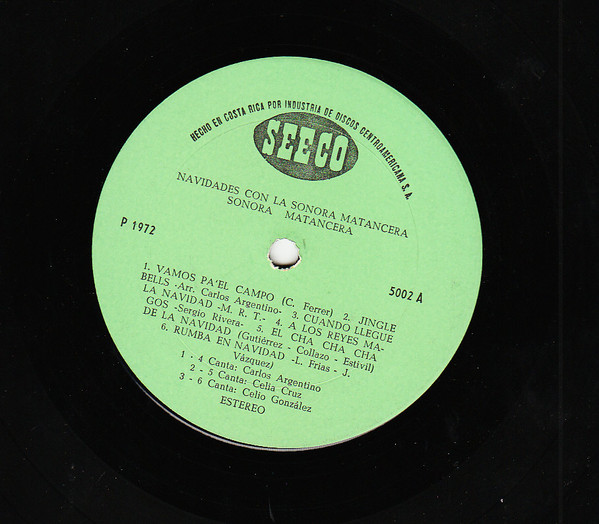 HECHO EN COSTA RICA POR INDUSTRIA DE DISCOS CENTROAMERICANA S. A.
SEECO
NAVIDADES CON LA SONORA MATANCERA
SONORA MATANCERA
P 1972
5002 A
1. VAMOS PA'EL CAMPO (C. Ferrer) 2. JINGLE
BELLS -Arr. Carlos Argentino- 3. CUANDO LLEGUE
LA NAVIDAD -M. R. T.- 4. A LOS REYES MA-
GOS -Sergio Rivera- 5. EL CHA CHA CHA
DE LA NAVIDAD (Gutiérrez - Collazo - Estívil)
6. RUMBA EN NAVIDAD -L. Frías - J.
Vázquez)
1 - 4 Canta: Carlos Argentino
2 - 5 Canta: Celia Cruz
3 - 6 Canta: Celio González
ESTEREO